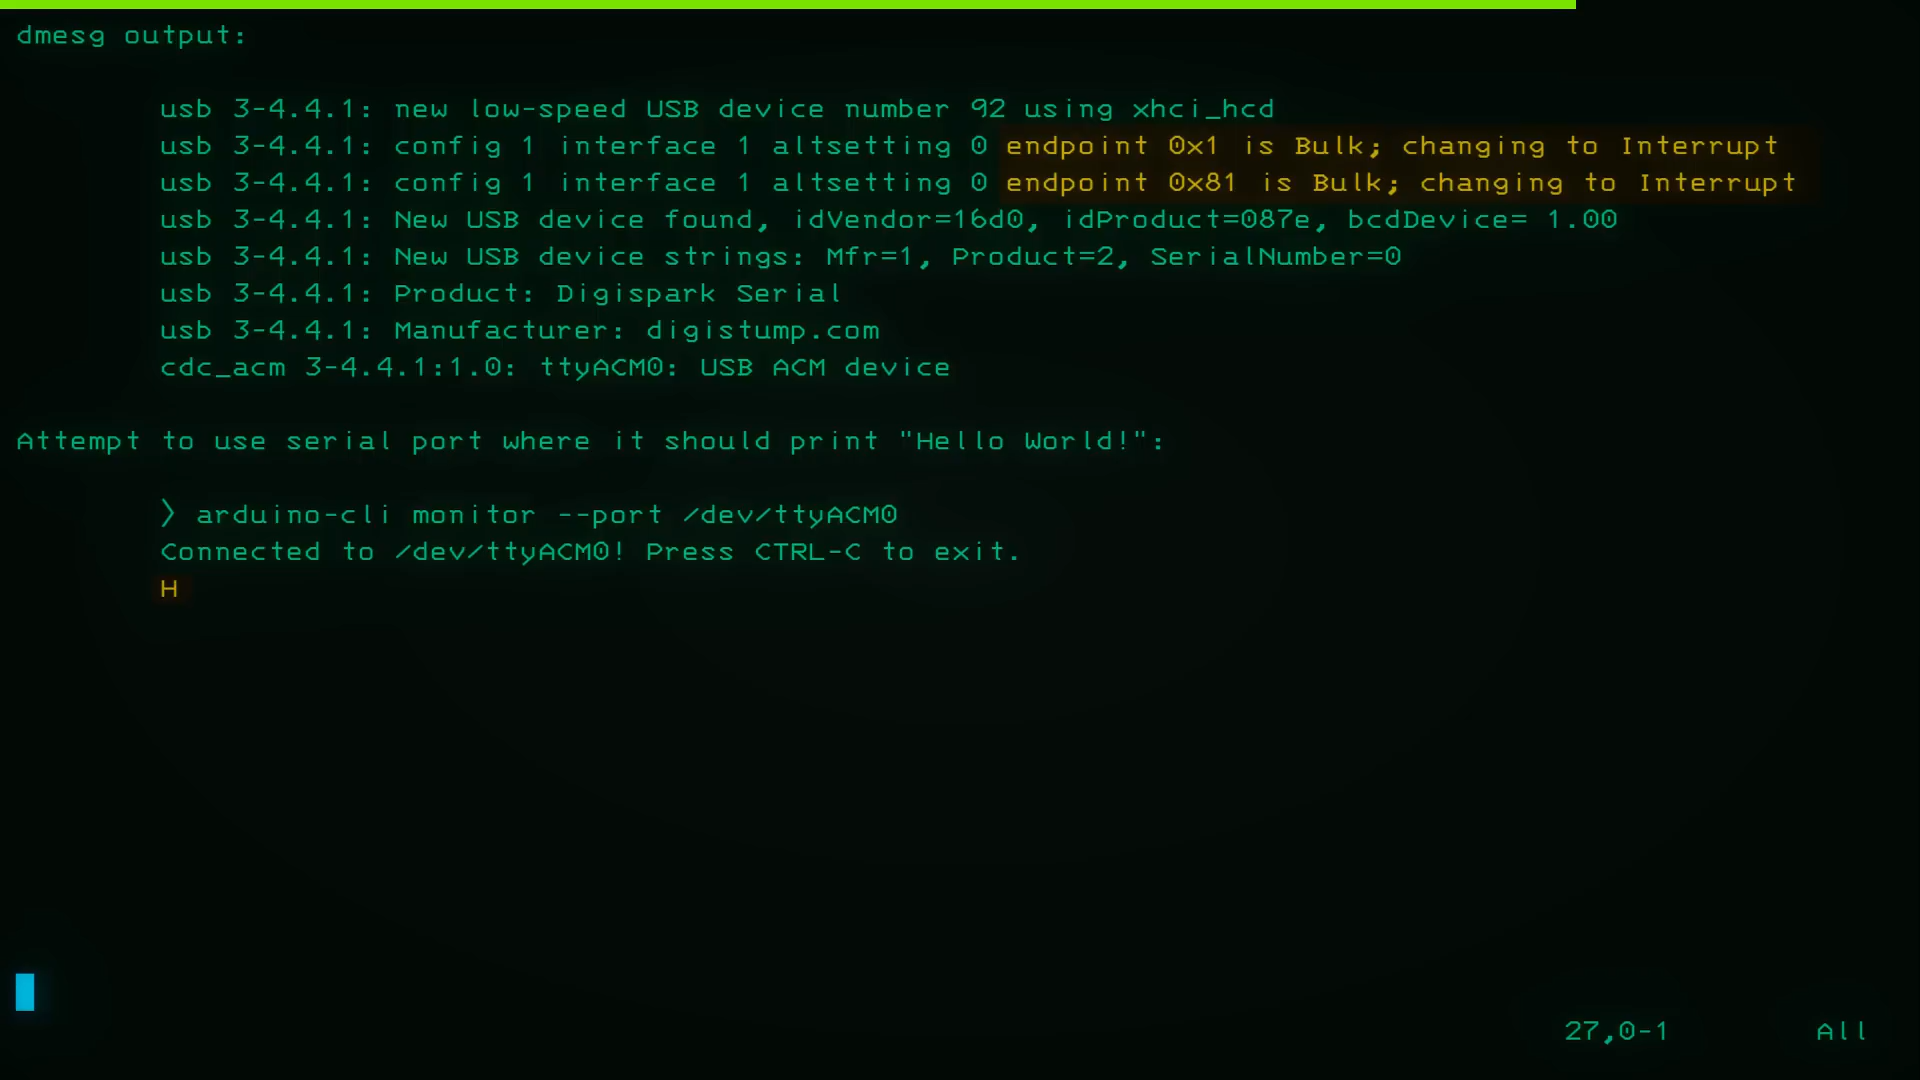 dmesg output:
usb 3-4.4.1: new low-speed USB device number 92 using xhci_hcd
usb 3-4.4.1: config 1 interface 1 altsetting 0 endpoint 0x1 is Bulk; changing to Interrupt
usb 3-4.4.1: config 1 interface 1 altsetting 0 endpoint 0x81 is Bulk; changing to Interrupt
usb 3-4.4.1: New USB device found, idVendor=16d0, idProduct=087e, bcdDevice= 1.00
usb 3-4.4.1: New USB device strings: Mfr=1, Product=2, SerialNumber=0
usb 3-4.4.1: Product: Digispark Serial
usb 3-4.4.1: Manufacturer: digistump.com
cdc_acm 3-4.4.1:1.0: ttyACM0: USB ACM device
Attempt to use serial port where it should print "Hello World!":
> arduino-cli monitor --port /dev/ttyACM0
Connected to /dev/ttyACM0! Press CTRL-C to exit.
H
27,0-1 All